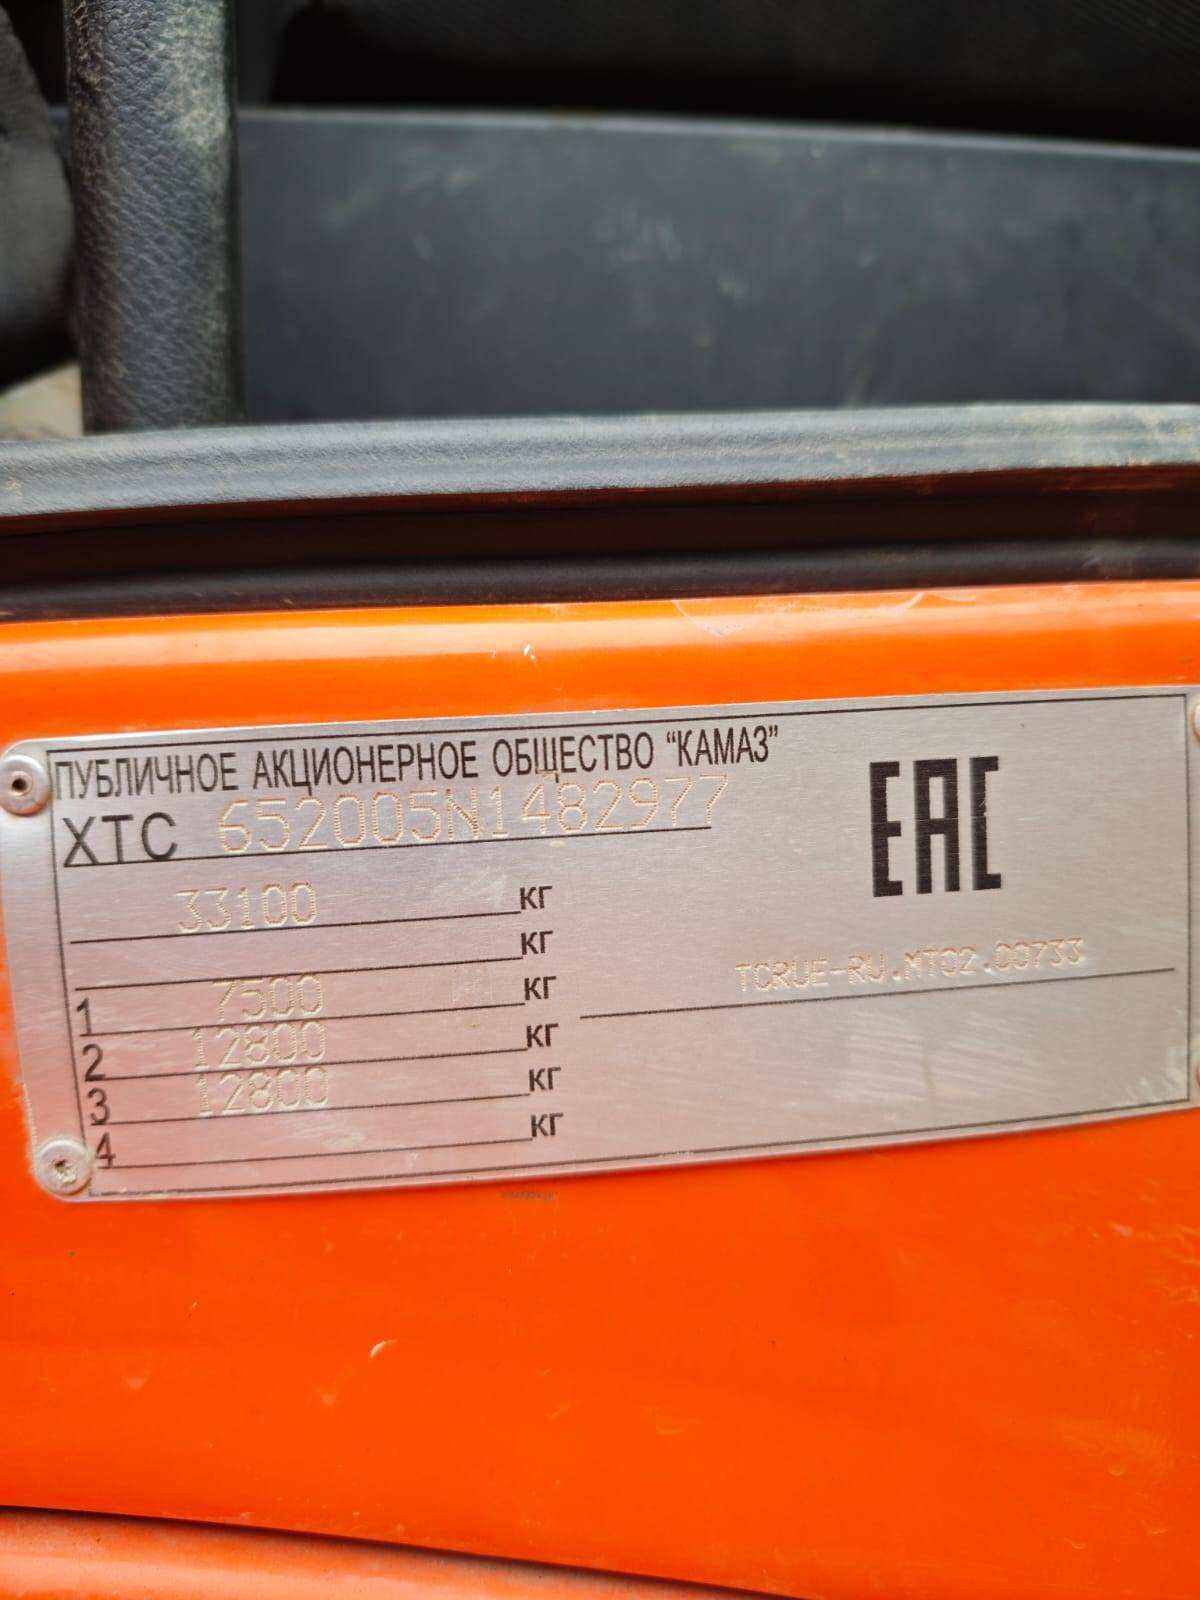 ПУБЛИЧНОЕ АКЦИОНЕРНОЕ ОБЩЕСТВО "КАМАЗ"
XTC 652005N1482977
EAC
33100 кг
кг
TCRUE-RU.MT02.00733
1 7500 кг
2 12800 кг
3 12800 кг
4 кг